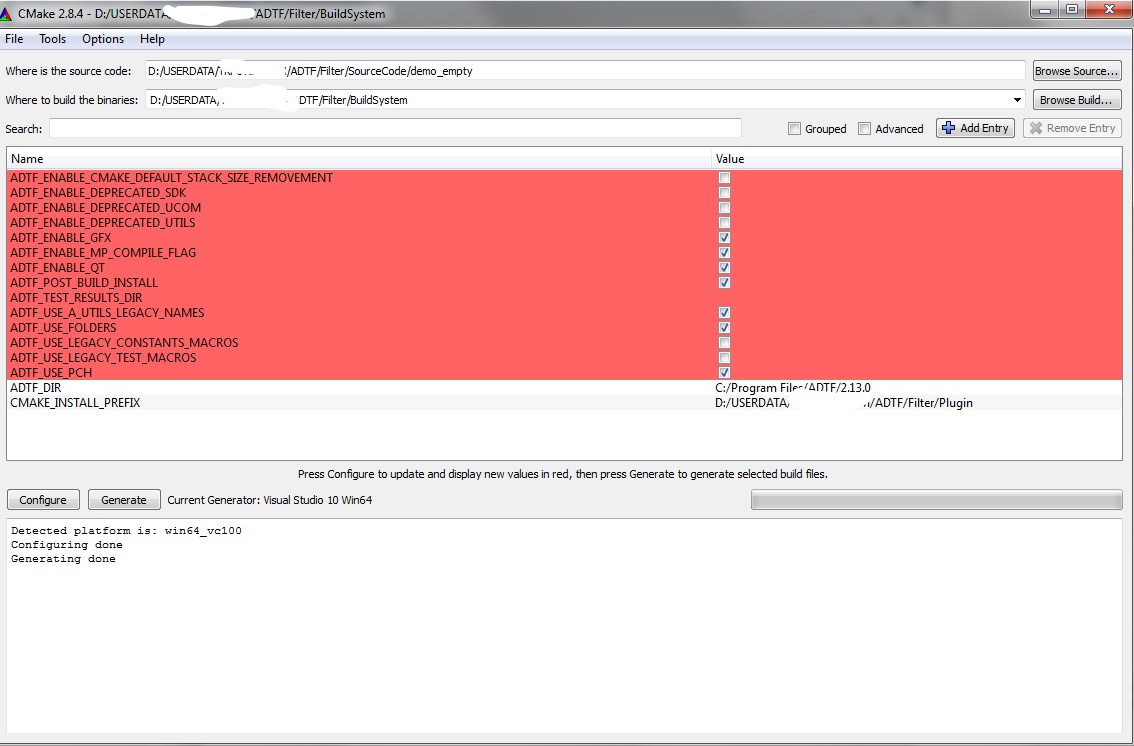 CMake 2.8.4 - D:/USERDATA/ ADTF/Filter/BuildSystem
File Tools Options Help
Where is the source code: D:/USERDATA/ /ADTF/Filter/SourceCode/demo_empty Browse Source...
Where to build the binaries: D:/USERDATA/ DTF/Filter/BuildSystem Browse Build...
Search: Grouped Advanced Add Entry Remove Entry
Name Value
ADTF_ENABLE_CMAKE_DEFAULT_STACK_SIZE_REMOVEMENT
ADTF_ENABLE_DEPRECATED_SDK
ADTF_ENABLE_DEPRECATED_UCOM
ADTF_ENABLE_DEPRECATED_UTILS
ADTF_ENABLE_GFX
ADTF_ENABLE_MP_COMPILE_FLAG
ADTF_ENABLE_QT
ADTF_POST_BUILD_INSTALL
ADTF_TEST_RESULTS_DIR
ADTF_USE_A_UTILS_LEGACY_NAMES
ADTF_USE_FOLDERS
ADTF_USE_LEGACY_CONSTANTS_MACROS
ADTF_USE_LEGACY_TEST_MACROS
ADTF_USE_PCH
ADTF_DIR C:/Program Files/ADTF/2.13.0
CMAKE_INSTALL_PREFIX D:/USERDATA/ /ADTF/Filter/Plugin
Press Configure to update and display new values in red, then press Generate to generate selected build files.
Configure Generate Current Generator: Visual Studio 10 Win64
Detected platform is: win64_vc100
Configuring done
Generating done